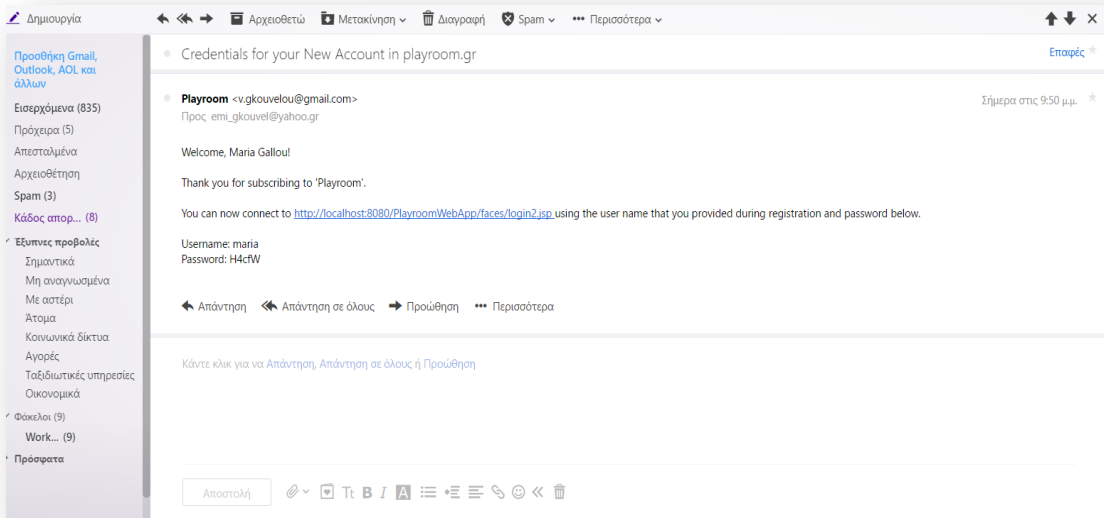 Δημιουργία
Αρχειοθετώ Μετακίνηση Διαγραφή Spam Περισσότερα
Προσθήκη Gmail,
Outlook, AOL και
άλλων
Εισερχόμενα (835)
Πρόχειρα (5)
Απεσταλμένα
Αρχειοθέτηση
Spam (3)
Κάδος απορ... (8)
Έξυπνες προβολές
Σημαντικά
Μη αναγνωσμένα
Με αστέρι
Άτομα
Κοινωνικά δίκτυα
Αγορές
Ταξιδιωτικές υπηρεσίες
Οικονομικά
Φάκελοι (9)
Work... (9)
Πρόσφατα
Credentials for your New Account in playroom.gr
Επαφές
Playroom <v.gkouvelou@gmail.com>
Σήμερα στις 9:50 μ.μ.
Προς emi_gkouvel@yahoo.gr
Welcome, Maria Gallou!
Thank you for subscribing to 'Playroom'.
You can now connect to http://localhost:8080/PlayroomWebApp/faces/login2.jsp using the user name that you provided during registration and password below.
Username: maria
Password: H4cfW
Απάντηση Απάντηση σε όλους Προώθηση Περισσότερα
Κάντε κλικ για να Απάντηση, Απάντηση σε όλους ή Προώθηση
Αποστολή Tt B I A